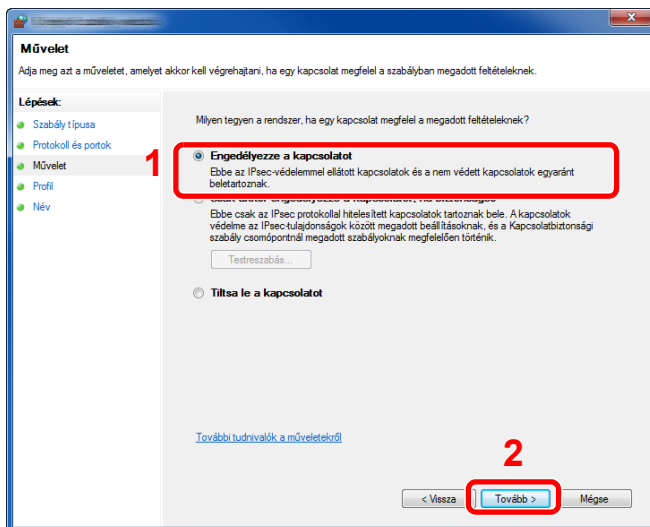 Művelet
Adja meg azt a műveletet, amelyet akkor kell végrehajtani, ha egy kapcsolat megfelel a szabályban megadott feltételeknek.
Lépések:
Szabály típusa
Protokoll és portok
Művelet
Profil
Név
Milyen tegyen a rendszer, ha egy kapcsolat megfelel a megadott feltételeknek?
1
Engedélyezze a kapcsolatot
Ebbe az IPsec-védelemmel ellátott kapcsolatok és a nem védett kapcsolatok egyaránt
beletartoznak.
Ebbe csak az IPsec protokollal hitelesített kapcsolatok tartoznak bele. A kapcsolatok
védelme az IPsec-tulajdonságok között megadott beállításoknak, és a Kapcsolatbiztonsági
szabály csomópontnál megadott szabályoknak megfelelően történik.
Testreszabás...
Tiltsa le a kapcsolatot
További tudnivalók a műveletekről
2
< Vissza
Tovább >
Mégse